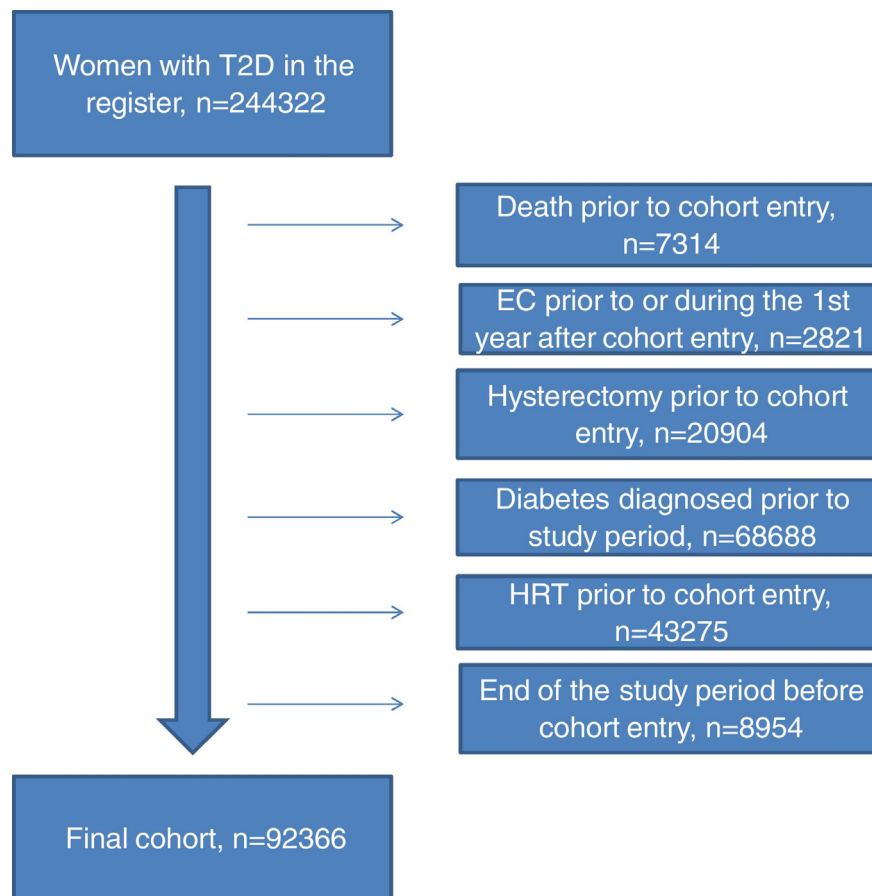 Women with T2D in the
register, n=244322
Death prior to cohort entry,
n=7314
EC prior to or during the 1st
year after cohort entry, n=2821
Hysterectomy prior to cohort
entry, n=20904
Diabetes diagnosed prior to
study period, n=68688
HRT prior to cohort entry,
n=43275
End of the study period before
cohort entry, n=8954
Final cohort, n=92366